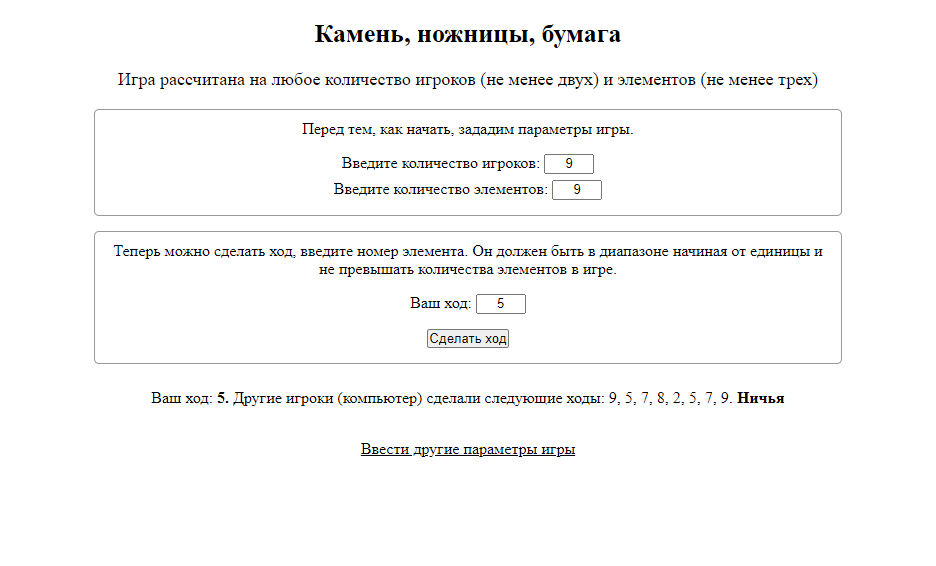 Камень, ножницы, бумага
Игра рассчитана на любое количество игроков (не менее двух) и элементов (не менее трех)
Перед тем, как начать, зададим параметры игры.
Введите количество игроков: 9
Введите количество элементов: 9
Теперь можно сделать ход, введите номер элемента. Он должен быть в диапазоне начиная от единицы и
не превышать количества элементов в игре.
Ваш ход: 5
Сделать ход
Ваш ход: 5. Другие игроки (компьютер) сделали следующие ходы: 9, 5, 7, 8, 2, 5, 7, 9. Ничья
Ввести другие параметры игры